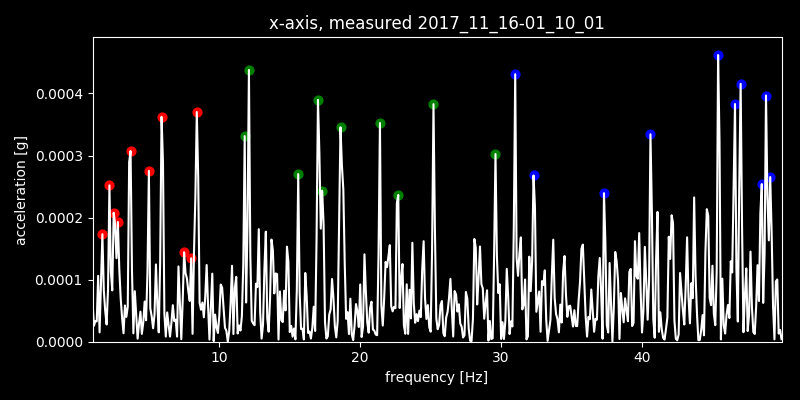 x-axis, measured 2017_11_16-01_10_01
acceleration [g]
0.0004
0.0003
0.0002
0.0001
0.0000
10 20 30 40
frequency [Hz]